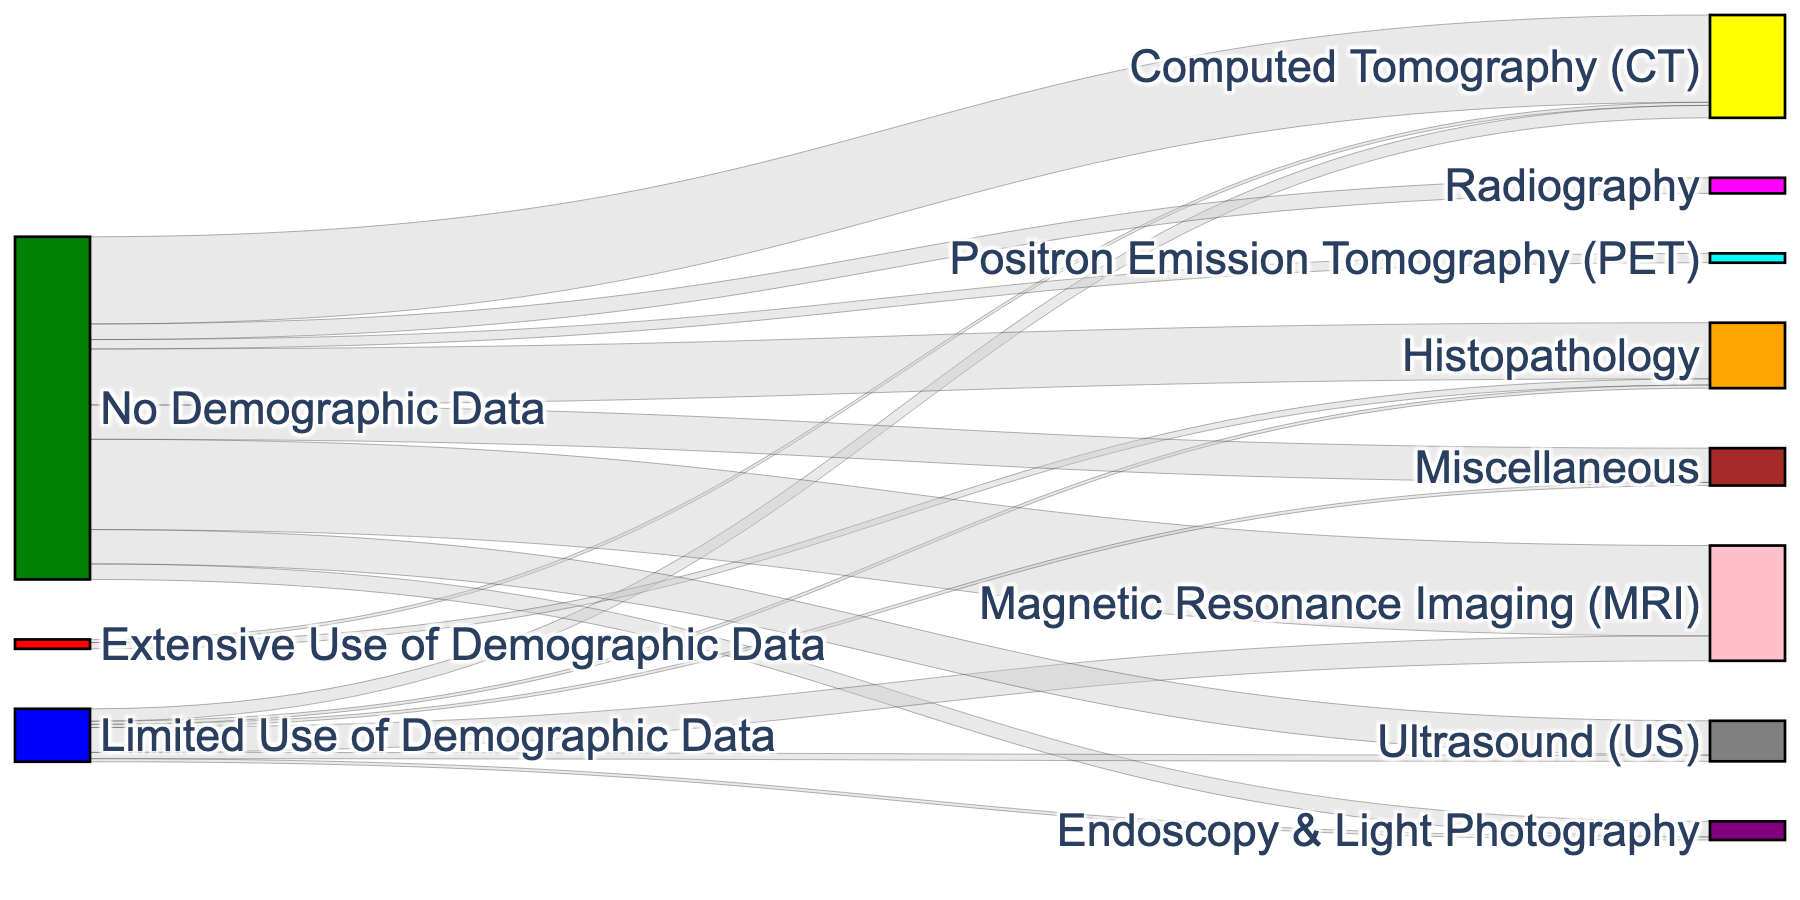 No Demographic Data
Extensive Use of Demographic Data
Limited Use of Demographic Data
Computed Tomography (CT)
Radiography
Positron Emission Tomography (PET)
Histopathology
Miscellaneous
Magnetic Resonance Imaging (MRI)
Ultrasound (US)
Endoscopy & Light Photography